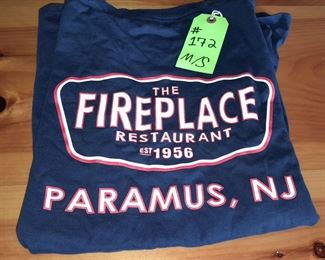 #
172
M/S
THE
FIREPLACE
RESTAURANT
EST 1956
PARAMUS, NJ